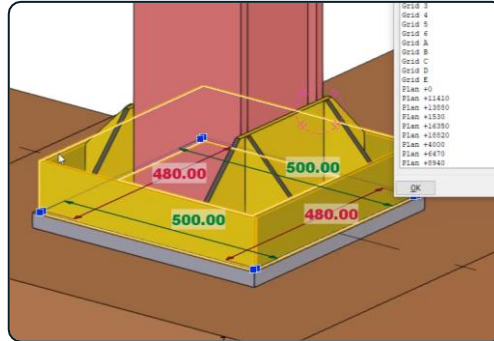 Grid 3
Grid 4
Grid 5
Grid 6
Grid A
Grid B
Grid C
Grid D
Grid E
Plan +0
Plan +11410
Plan +13880
Plan +1530
Plan +16350
Plan +18820
Plan +4000
Plan +6470
Plan +8940
OK
480.00
500.00
500.00
480.00